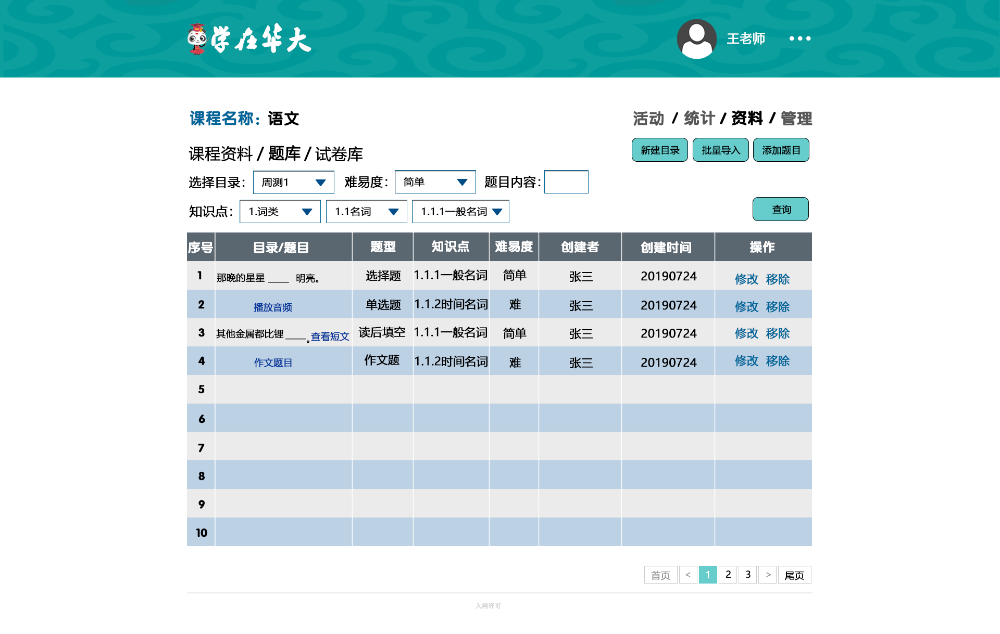 学在华大
王老师
课程名称：语文
活动 / 统计 / 资料 / 管理
课程资料 / 题库 / 试卷库
新建目录 批量导入 添加题目
选择目录： 周测1 难易度： 简单 题目内容：
知识点： 1.词类 1.1名词 1.1.1一般名词
查询
序号 目录/题目 题型 知识点 难易度 创建者 创建时间 操作
1 那晚的星星 ____ 明亮。 选择题 1.1.1一般名词 简单 张三 20190724 修改 移除
2 播放音频 单选题 1.1.2时间名词 难 张三 20190724 修改 移除
3 其他金属都比锂 ____。查看短文 读后填空 1.1.1一般名词 简单 张三 20190724 修改 移除
4 作文题目 作文题 1.1.2时间名词 难 张三 20190724 修改 移除
5
6
7
8
9
10
首页 < 1 2 3 > 尾页
入网许可